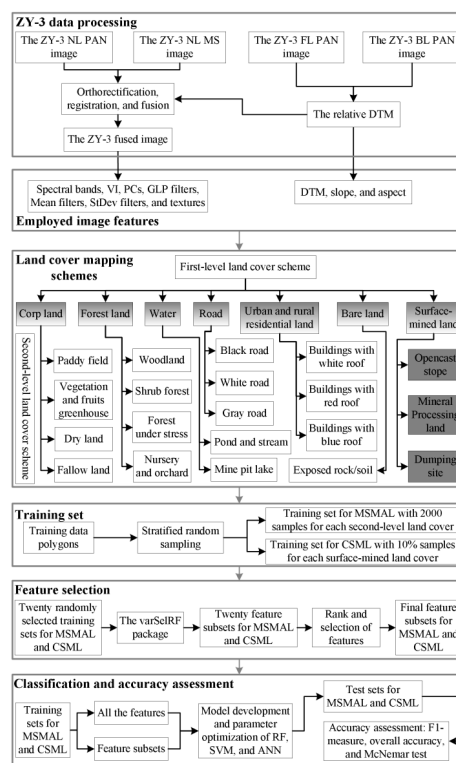 ZY-3 data processing
The ZY-3 NL PAN
image
The ZY-3 NL MS
image
The ZY-3 FL PAN
image
The ZY-3 BL PAN
image
Orthorectification,
registration, and fusion
The relative DTM
The ZY-3 fused image
Spectral bands, VI, PCs, GLP filters,
Mean filters, StDev filters, and textures
DTM, slope, and aspect
Employed image features
Land cover mapping
schemes
First-level land cover scheme
Corp land
Forest land
Water
Road
Urban and rural
residential land
Bare land
Surface-
mined land
Second-level land cover scheme
Paddy field
Vegetation
and fruits
greenhouse
Dry land
Fallow land
Woodland
Shrub forest
Forest
under stress
Nursery
and orchard
Black road
White road
Gray road
Pond and stream
Mine pit lake
Buildings with
white roof
Buildings with
red roof
Buildings with
blue roof
Exposed rock/soil
Opencast
stope
Mineral
Processing
land
Dumping
site
Training set
Training data
polygons
Stratified random
sampling
Training set for MSMAL with 2000
samples for each second-level land cover
Training set for CSML with 10% samples
for each surface-mined land cover
Feature selection
Twenty randomly
selected training
sets for MSMAL
and CSML
The varSelRF
package
Twenty feature
subsets for MSMAL
and CSML
Rank and
selection of
features
Final feature
subsets for
MSMAL and
CSML
Classification and accuracy assessment
Training
sets for
MSMAL
and CSML
All the features
Feature subsets
Model development
and parameter
optimization of RF,
SVM, and ANN
Test sets for
MSMAL and CSML
Accuracy assessment: F1-
measure, overall accuracy,
and McNemar test